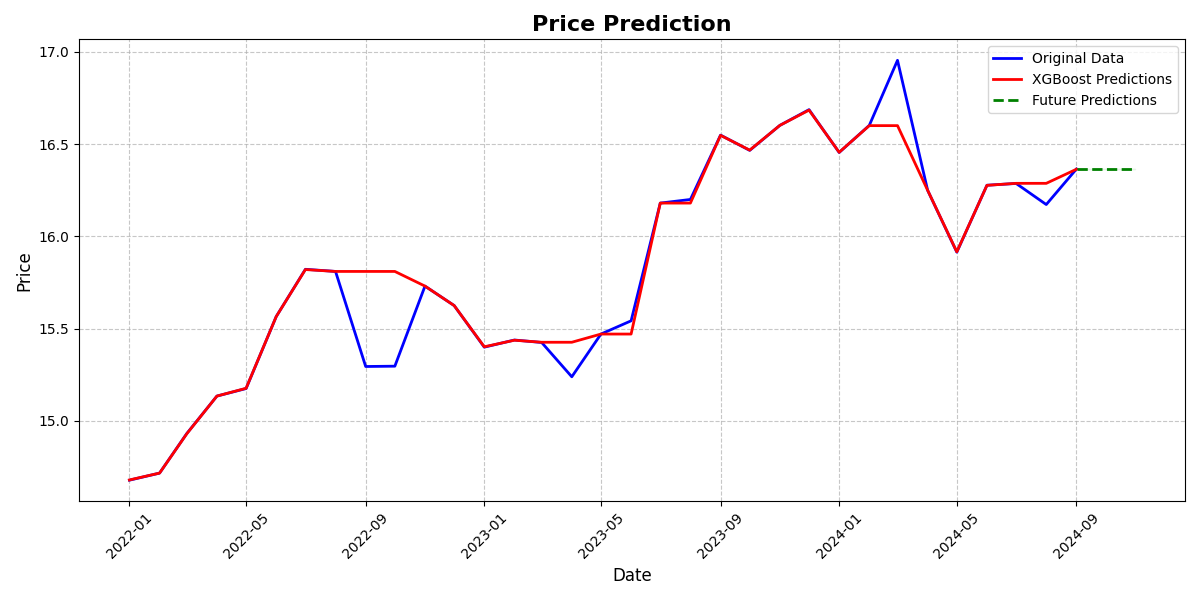 Price Prediction
Original Data
XGBoost Predictions
Future Predictions
17.0
16.5
16.0
15.5
15.0
Price
2022-01
2022-05
2022-09
2023-01
2023-05
2023-09
2024-01
2024-05
2024-09
Date